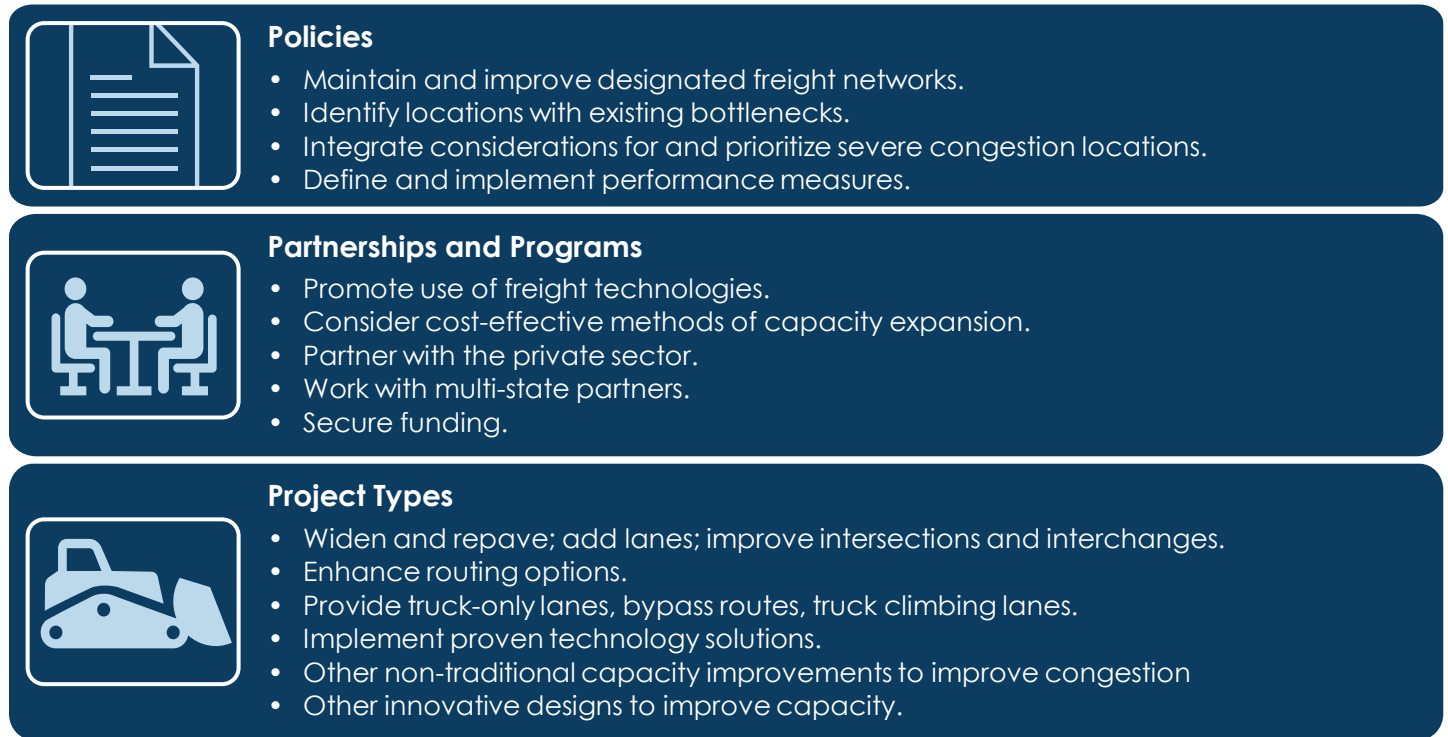 Policies
• Maintain and improve designated freight networks.
• Identify locations with existing bottlenecks.
• Integrate considerations for and prioritize severe congestion locations.
• Define and implement performance measures.
Partnerships and Programs
• Promote use of freight technologies.
• Consider cost-effective methods of capacity expansion.
• Partner with the private sector.
• Work with multi-state partners.
• Secure funding.
Project Types
• Widen and repave; add lanes; improve intersections and interchanges.
• Enhance routing options.
• Provide truck-only lanes, bypass routes, truck climbing lanes.
• Implement proven technology solutions.
• Other non-traditional capacity improvements to improve congestion
• Other innovative designs to improve capacity.